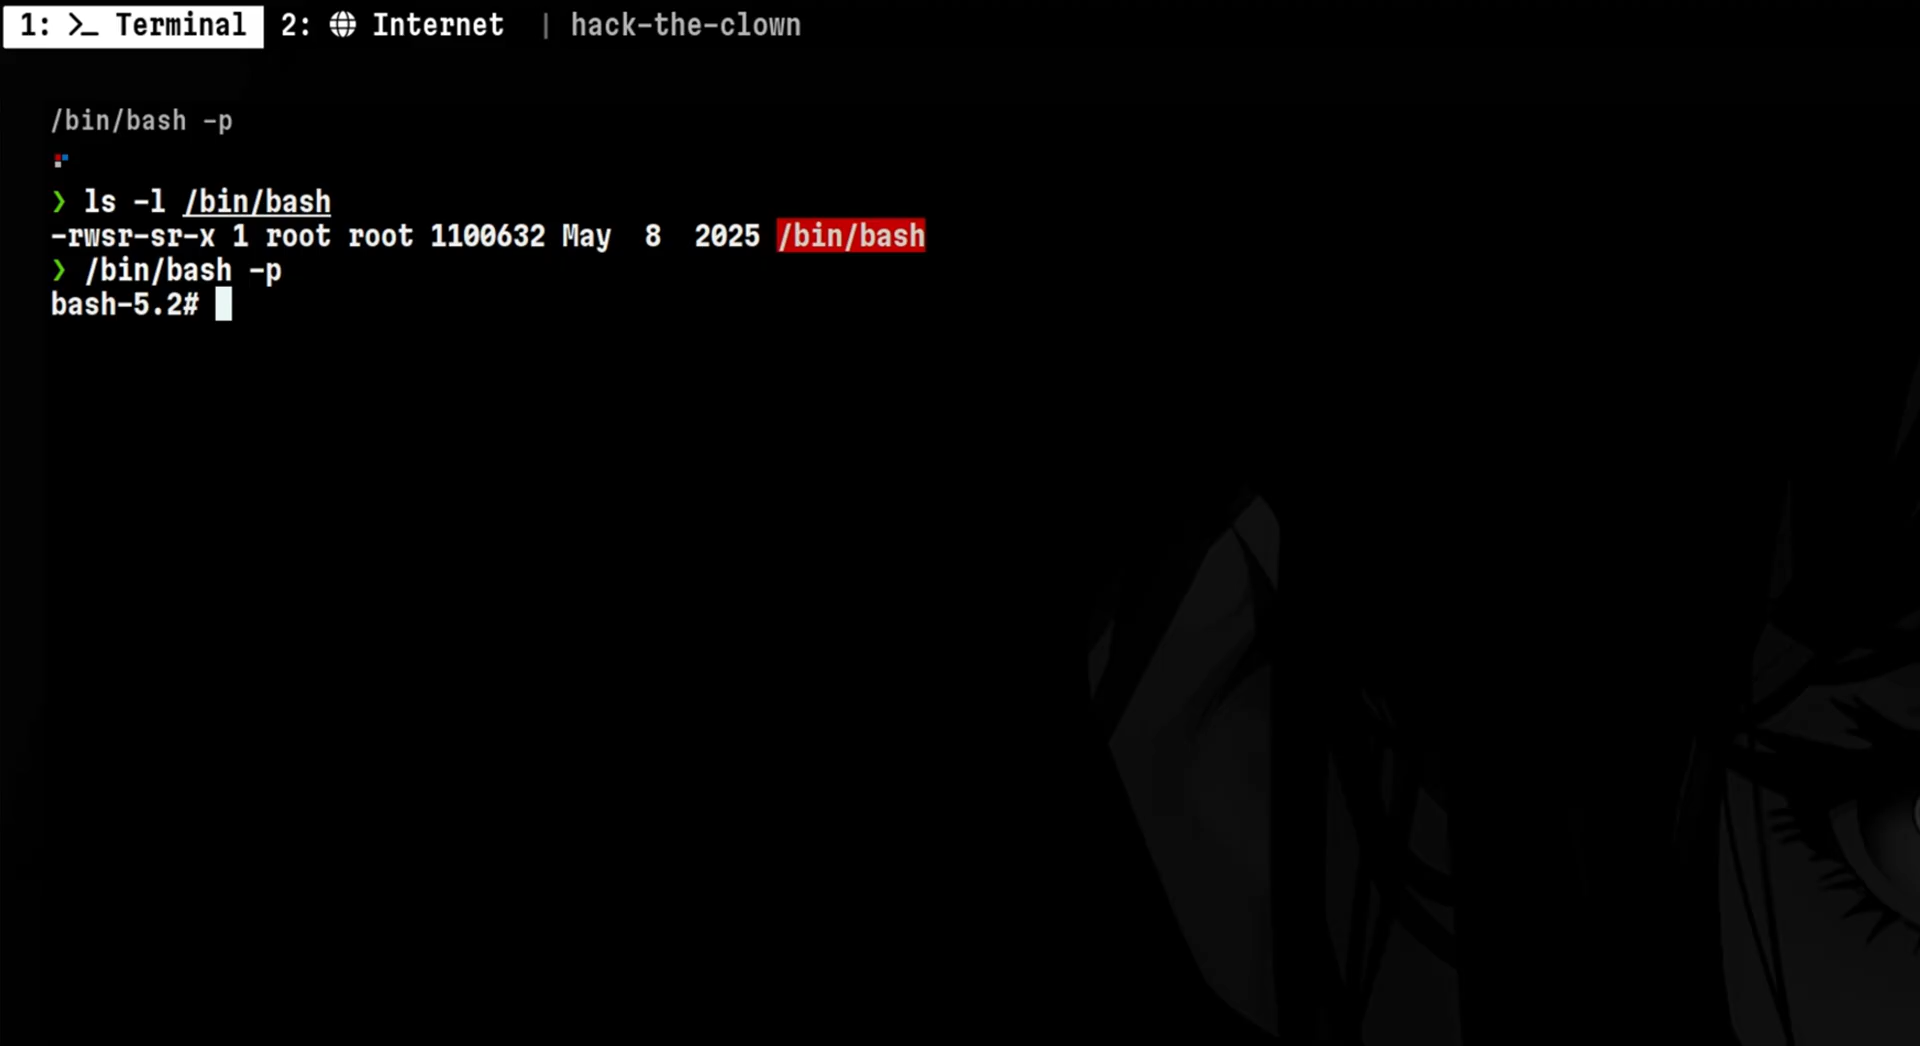 1: >_ Terminal 2: Internet | hack-the-clown
/bin/bash -p
❯ ls -l /bin/bash
-rwsr-sr-x 1 root root 1100632 May  8  2025 /bin/bash
❯ /bin/bash -p
bash-5.2#